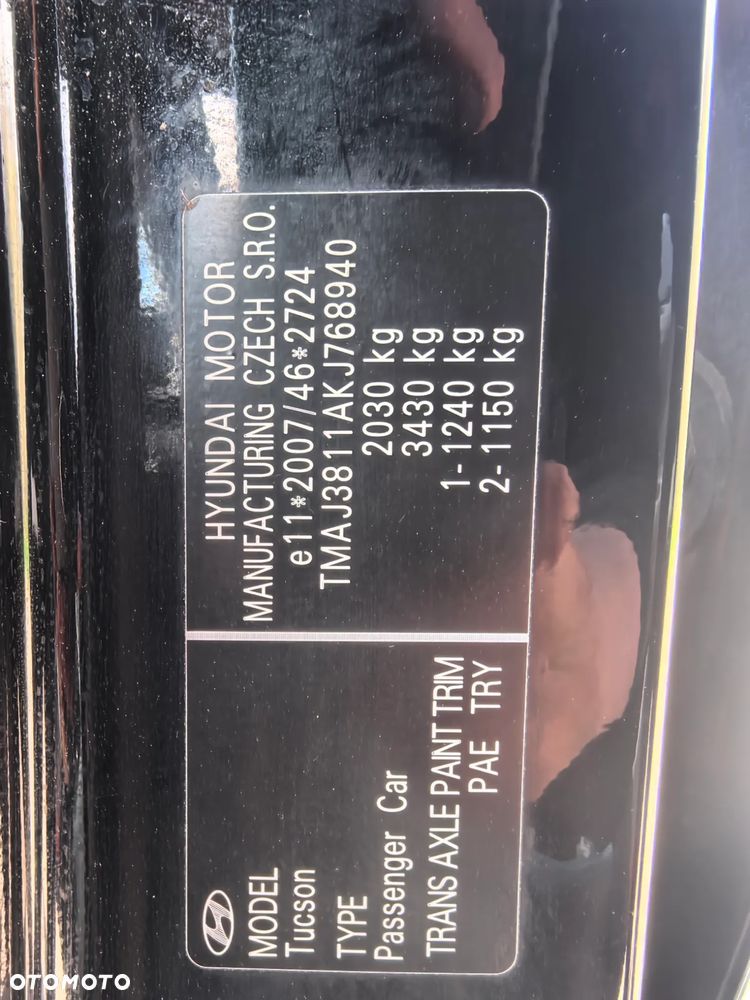 MODEL
Tucson
TYPE
Passenger Car
TRANS AXLE PAINT TRIM
PAE TRY
HYUNDAI MOTOR
MANUFACTURING CZECH S.R.O.
e11*2007/46*2724
TMAJ3811AKJ768940
2030 kg
3430 kg
1-1240 kg
2-1150 kg
OTOMOTO